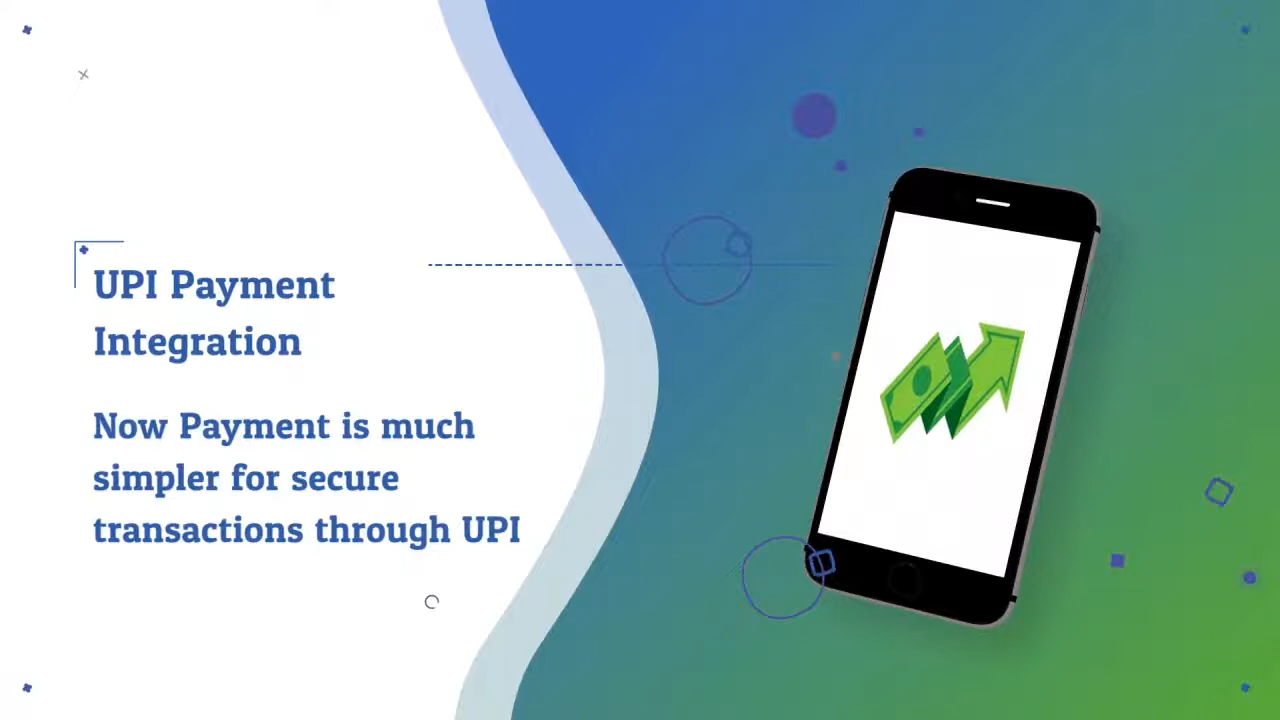 UPI Payment
Integration
Now Payment is much
simpler for secure
transactions through UPI